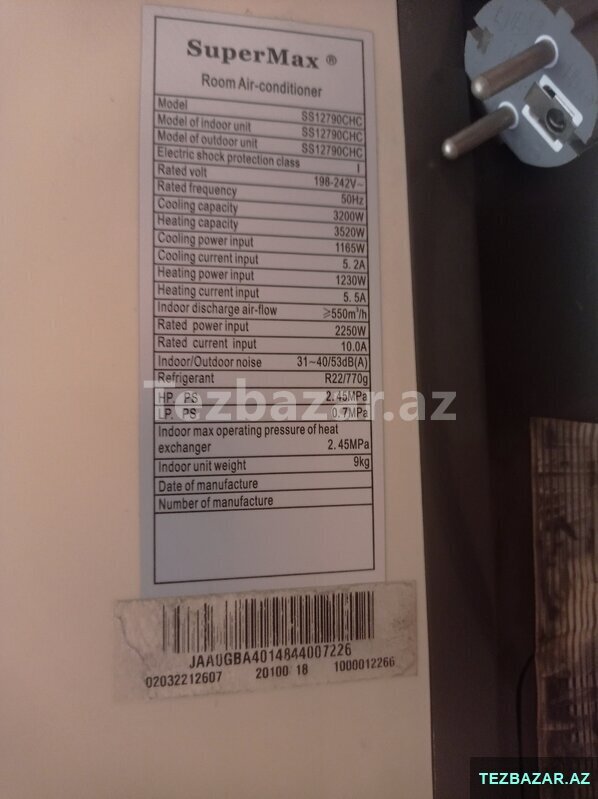 SuperMax ®
Room Air-conditioner
Model SS12790CHC
Model of indoor unit SS12790CHC
Model of outdoor unit SS12790CHC
Electric shock protection class I
Rated volt 198-242V~
Rated frequency 50Hz
Cooling capacity 3200W
Heating capacity 3520W
Cooling power input 1165W
Cooling current input 5.2A
Heating power input 1230W
Heating current input 5.5A
Indoor discharge air-flow ≥550m³/h
Rated power input 2250W
Rated current input 10.0A
Indoor/Outdoor noise 31~40/53dB(A)
Refrigerant R22/770g
HP. PS 2.45MPa
LP. PS 0.7MPa
Indoor max operating pressure of heat
exchanger 2.45MPa
Indoor unit weight 9kg
Date of manufacture
Number of manufacture
JAA0GBA4014844007226
02032212607 20100 18 1000012266
Tezbazar.az
TEZBAZAR.AZ